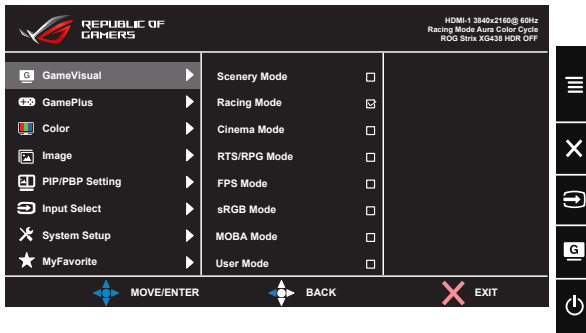 REPUBLIC OF
GAMERS
HDMI-1 3840x2160@ 60Hz
Racing Mode Aura Color Cycle
ROG Strix XG438 HDR OFF
G GameVisual
GamePlus
Color
Image
PIP/PBP Setting
Input Select
System Setup
MyFavorite
Scenery Mode
Racing Mode
Cinema Mode
RTS/RPG Mode
FPS Mode
sRGB Mode
MOBA Mode
User Mode
MOVE/ENTER
BACK
EXIT
G